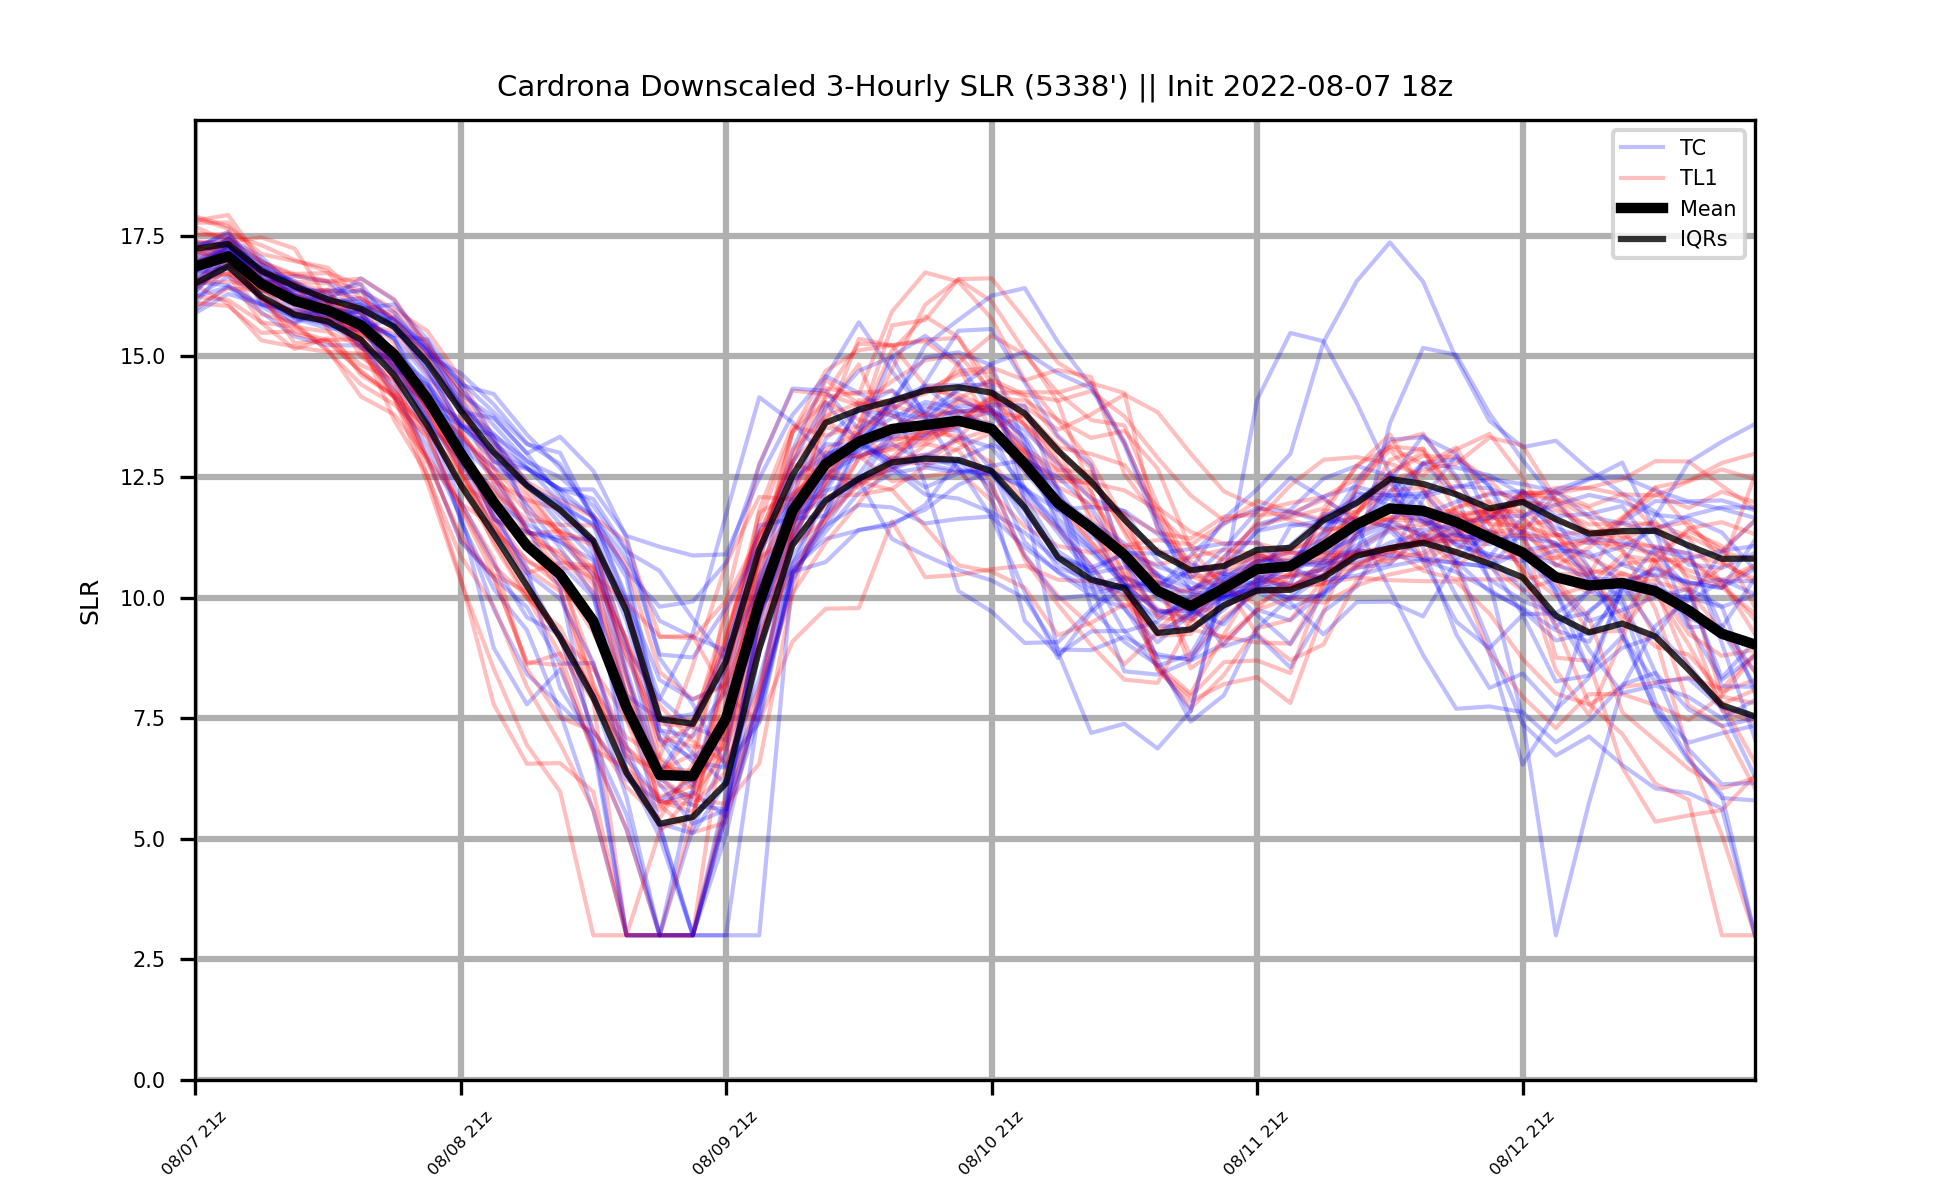 Cardrona Downscaled 3-Hourly SLR (5338') || Init 2022-08-07 18z
TC
TL1
Mean
IQRs
SLR
17.5
15.0
12.5
10.0
7.5
5.0
2.5
0.0
08/07 21z
08/08 21z
08/09 21z
08/10 21z
08/11 21z
08/12 21z